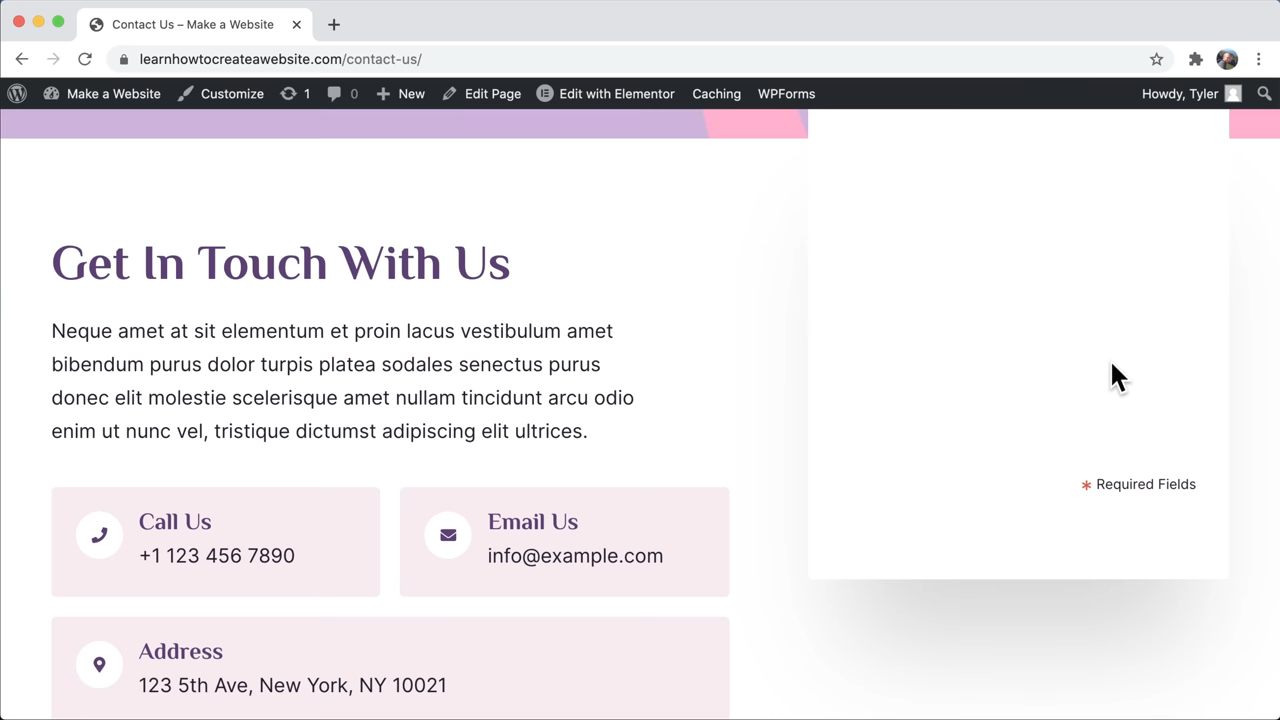 Contact Us – Make a Website
learnhowtocreateawebsite.com/contact-us/
Make a Website Customize 1 0 New Edit Page Edit with Elementor Caching WPForms Howdy, Tyler
Get In Touch With Us
Neque amet at sit elementum et proin lacus vestibulum amet
bibendum purus dolor turpis platea sodales senectus purus
donec elit molestie scelerisque amet nullam tincidunt arcu odio
enim ut nunc vel, tristique dictumst adipiscing elit ultrices.
* Required Fields
Call Us
+1 123 456 7890
Email Us
info@example.com
Address
123 5th Ave, New York, NY 10021